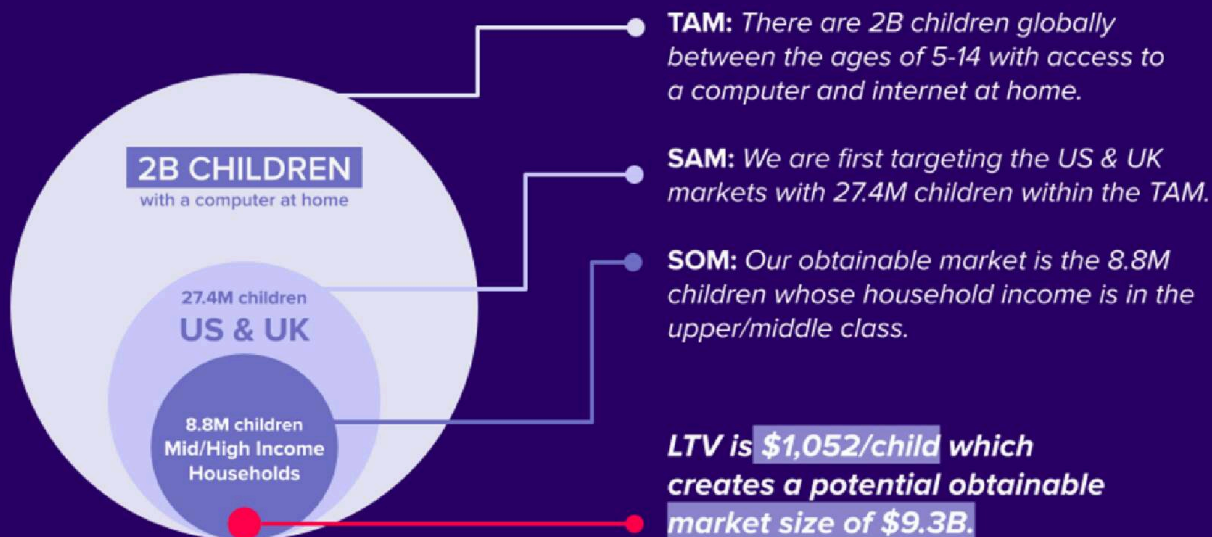 2B CHILDREN
with a computer at home
27.4M children
US & UK
8.8M children
Mid/High Income
Households
TAM: There are 2B children globally
between the ages of 5-14 with access to
a computer and internet at home.
SAM: We are first targeting the US & UK
markets with 27.4M children within the TAM.
SOM: Our obtainable market is the 8.8M
children whose household income is in the
upper/middle class.
LTV is $1,052/child which
creates a potential obtainable
market size of $9.3B.